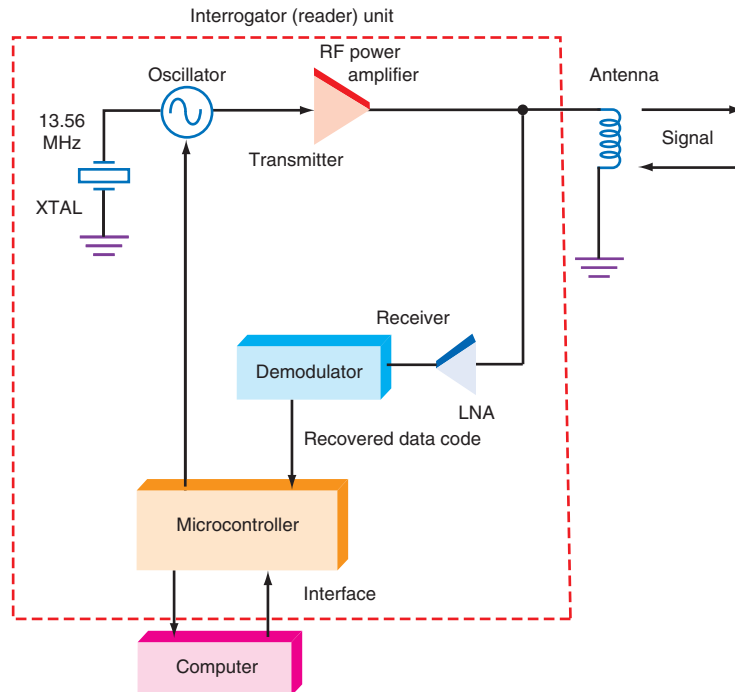 Interrogator (reader) unit
RF power
amplifier
Oscillator
Antenna
13.56
MHz
Signal
Transmitter
XTAL
Receiver
Demodulator
LNA
Recovered data code
Microcontroller
Interface
Computer